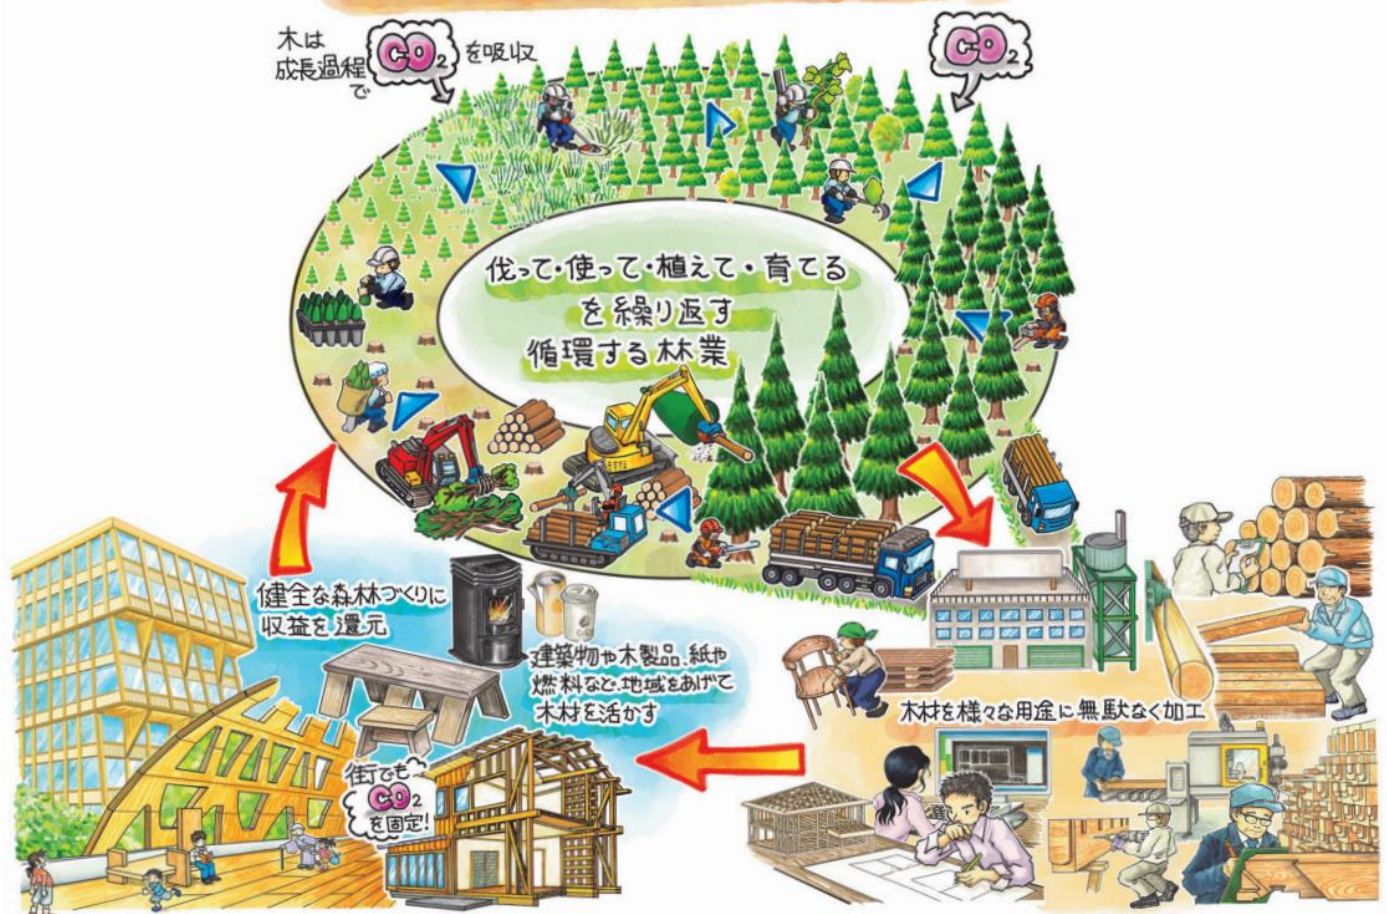 木は
成長過程
で
CO₂
を吸収
CO₂
伐って・使って・植えて・育てる
を繰り返す
循環する林業
健全な森林づくりに
収益を還元
建築物や木製品、紙や
燃料など、地域をあげて
木材を活かす
木材を様々な用途に無駄なく加工
街でも
CO₂
を固定!